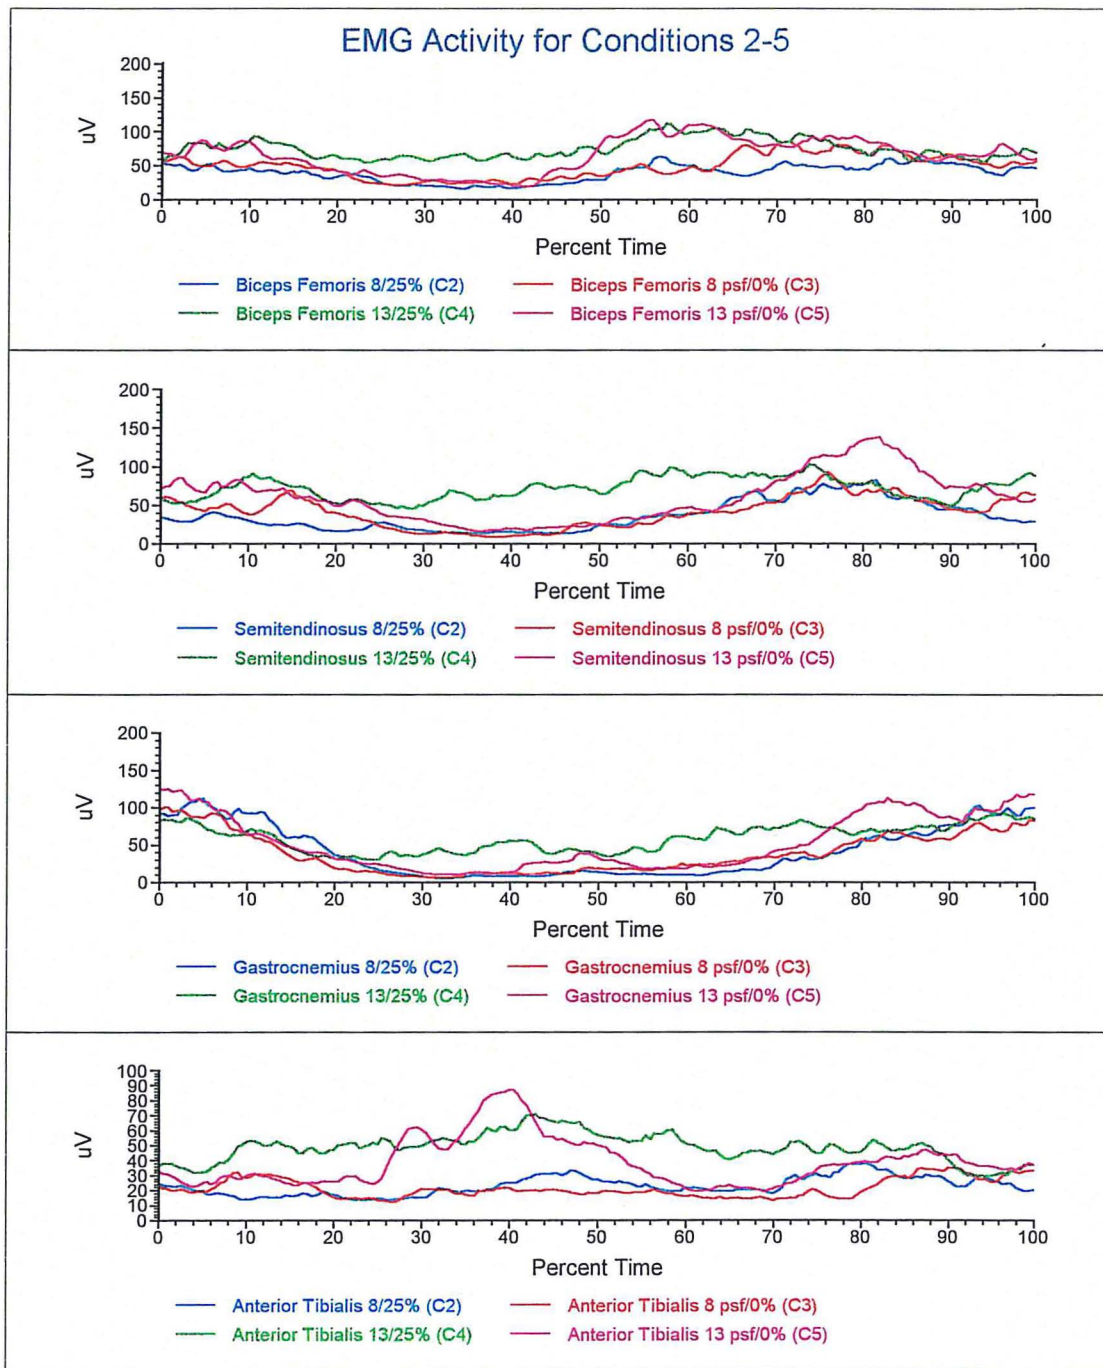 EMG Activity for Conditions 2-5
200
150
100
50
0
uV
0 10 20 30 40 50 60 70 80 90 100
Percent Time
Biceps Femoris 8/25% (C2) Biceps Femoris 8 psf/0% (C3)
Biceps Femoris 13/25% (C4) Biceps Femoris 13 psf/0% (C5)
200
150
100
50
0
uV
0 10 20 30 40 50 60 70 80 90 100
Percent Time
Semitendinosus 8/25% (C2) Semitendinosus 8 psf/0% (C3)
Semitendinosus 13/25% (C4) Semitendinosus 13 psf/0% (C5)
200
150
100
50
0
uV
0 10 20 30 40 50 60 70 80 90 100
Percent Time
Gastrocnemius 8/25% (C2) Gastrocnemius 8 psf/0% (C3)
Gastrocnemius 13/25% (C4) Gastrocnemius 13 psf/0% (C5)
100
90
80
70
60
50
40
30
20
10
0
uV
0 10 20 30 40 50 60 70 80 90 100
Percent Time
Anterior Tibialis 8/25% (C2) Anterior Tibialis 8 psf/0% (C3)
Anterior Tibialis 13/25% (C4) Anterior Tibialis 13 psf/0% (C5)